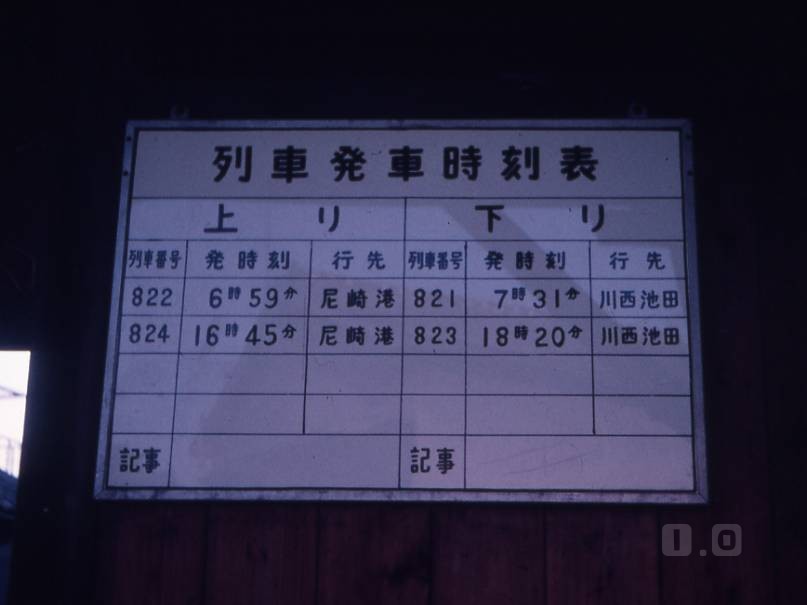 列車発車時刻表
上り 下り
列車番号 発時刻 行先 列車番号 発時刻 行先
822 6時59分 尼崎港 821 7時31分 川西池田
824 16時45分 尼崎港 823 18時20分 川西池田
記事 記事
I.O